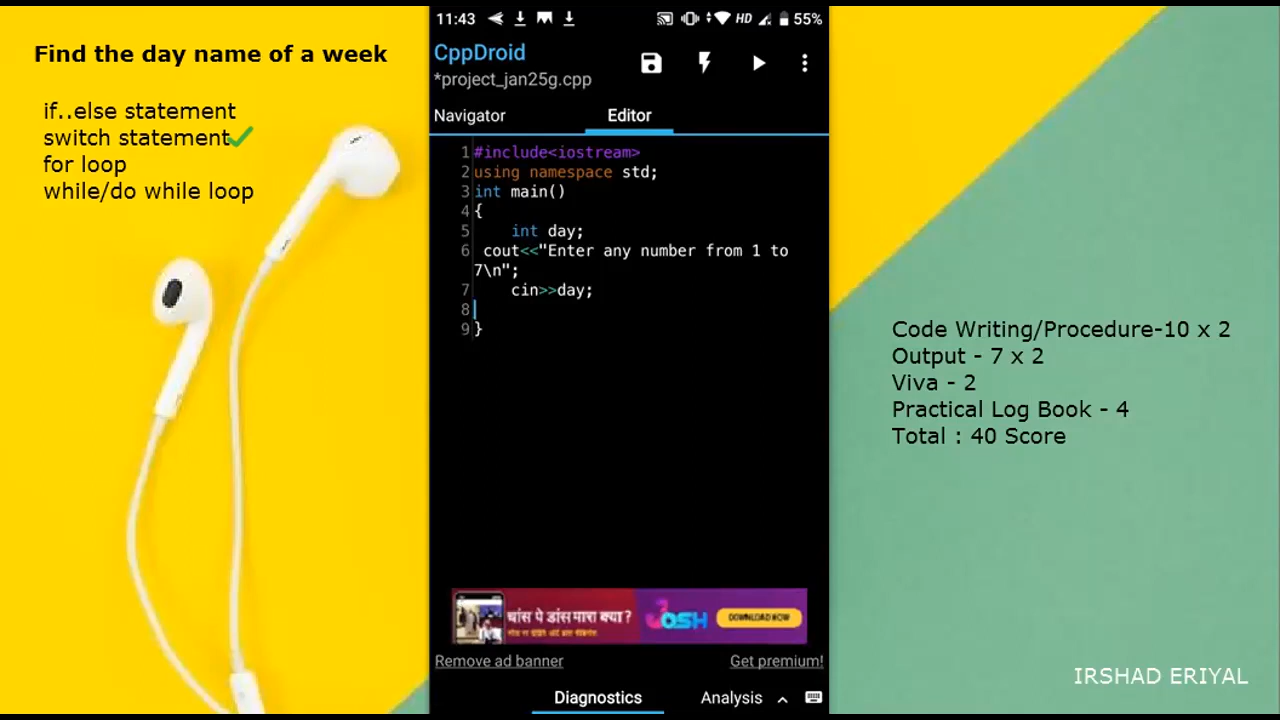 Find the day name of a week
if..else statement
switch statement
for loop
while/do while loop
11:43
HD
55%
CppDroid
*project_jan25g.cpp
Navigator
Editor
1 #include<iostream>
2 using namespace std;
3 int main()
4 {
5 int day;
6 cout<<"Enter any number from 1 to
7\n";
7 cin>>day;
8
9 }
चांस पे डांस मारा क्या?
JOSH
DOWNLOAD NOW
Remove ad banner
Get premium!
Diagnostics
Analysis
Code Writing/Procedure-10 x 2
Output - 7 x 2
Viva - 2
Practical Log Book - 4
Total : 40 Score
IRSHAD ERIYAL